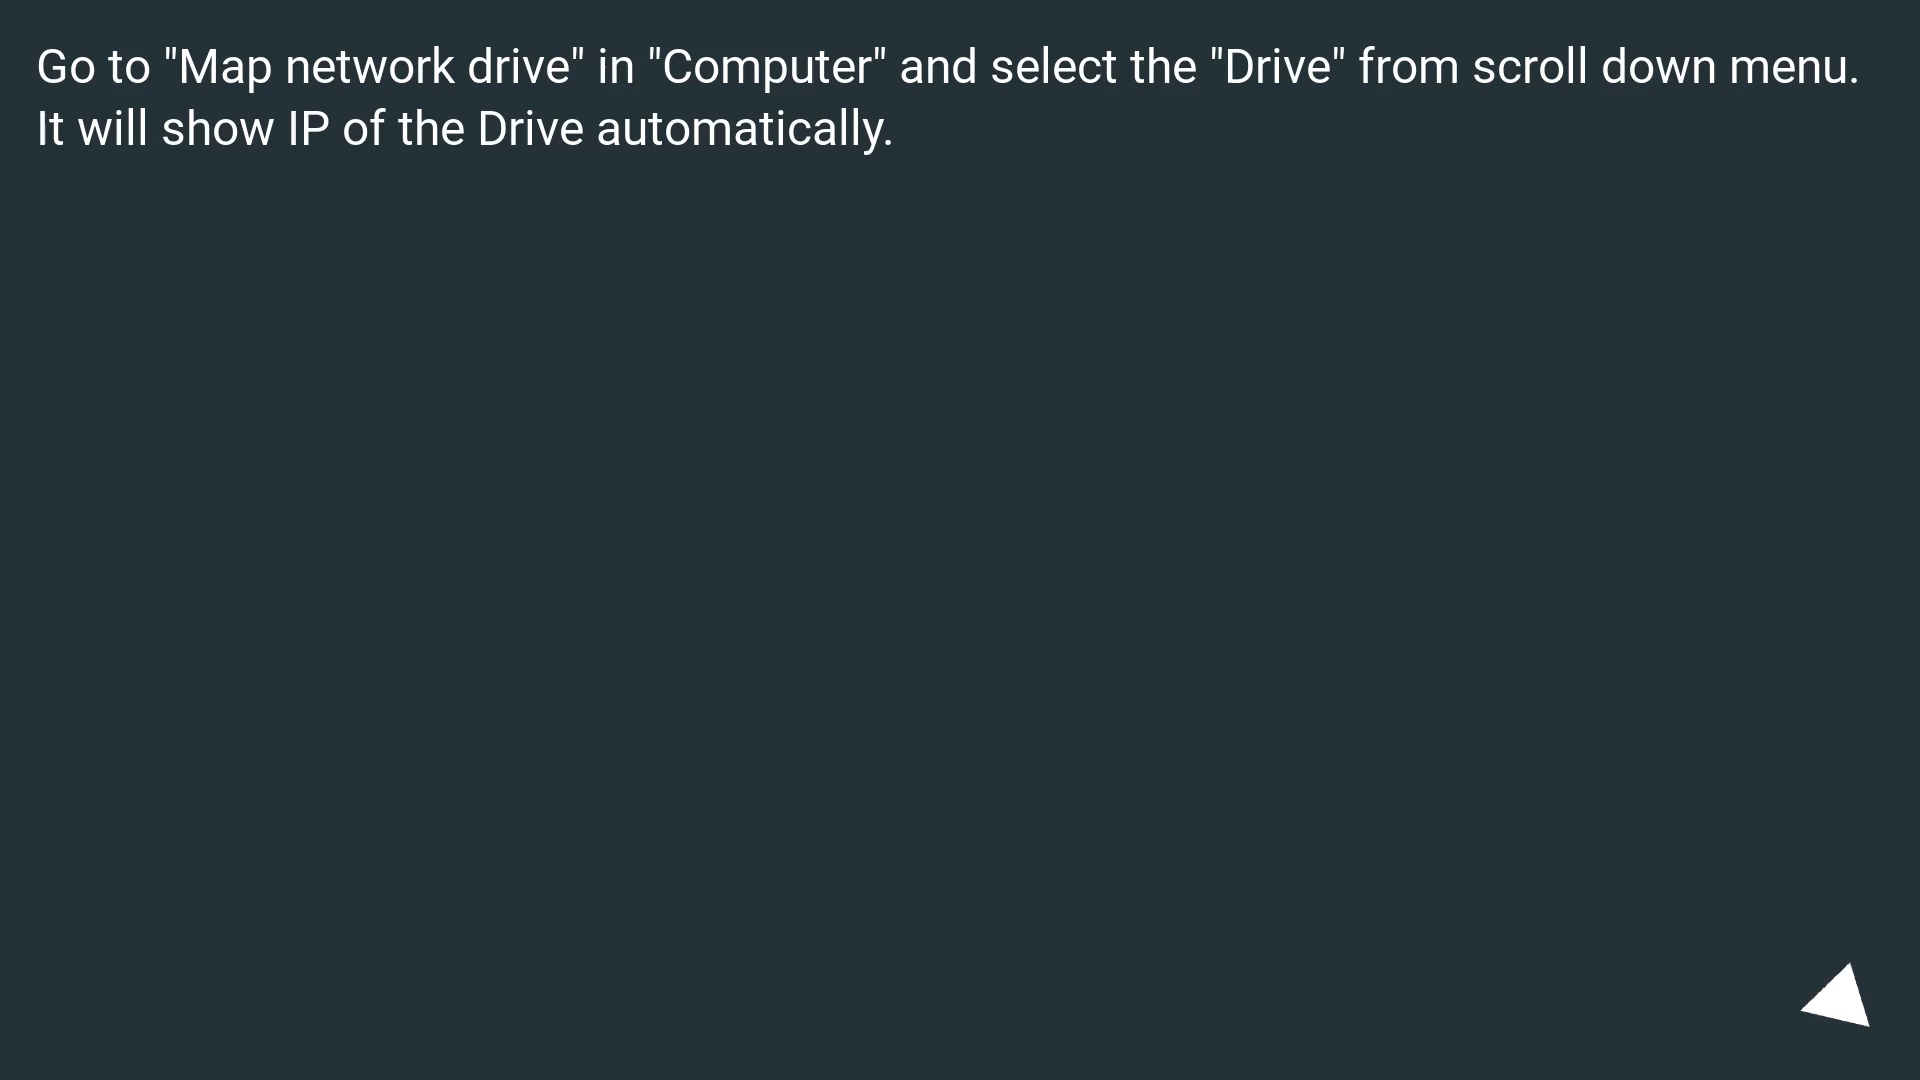 Go to "Map network drive" in "Computer" and select the "Drive" from scroll down menu.
It will show IP of the Drive automatically.